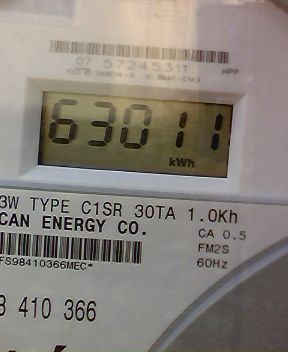 07 57245311 HPP
63011
kWh
3W TYPE C1SR 30TA 1.0Kh
CAN ENERGY CO. CA 0.5
FM2S
FS98410366MEC* 60Hz
410 366